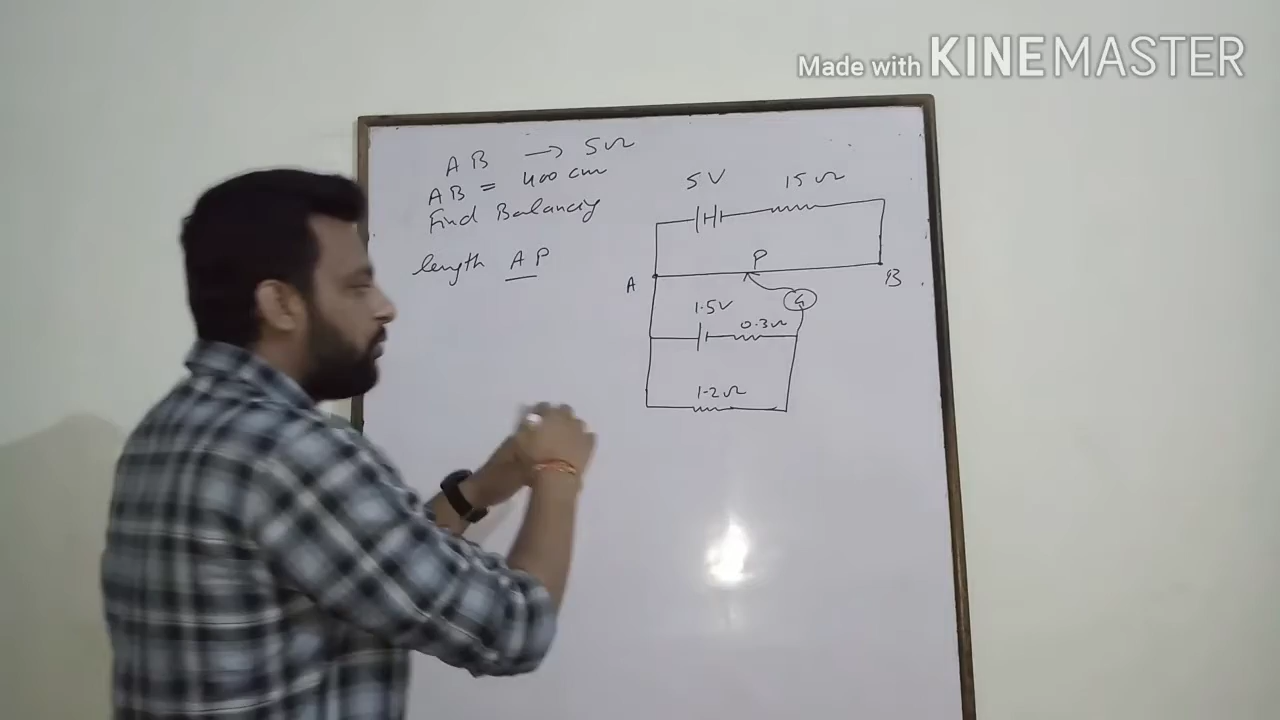 Made with KINEMASTER
AB → 5Ω
AB = 400 cm
Find Balancing
length AP
5V
15Ω
P
A
B
G
1.5V
0.3Ω
1.2Ω